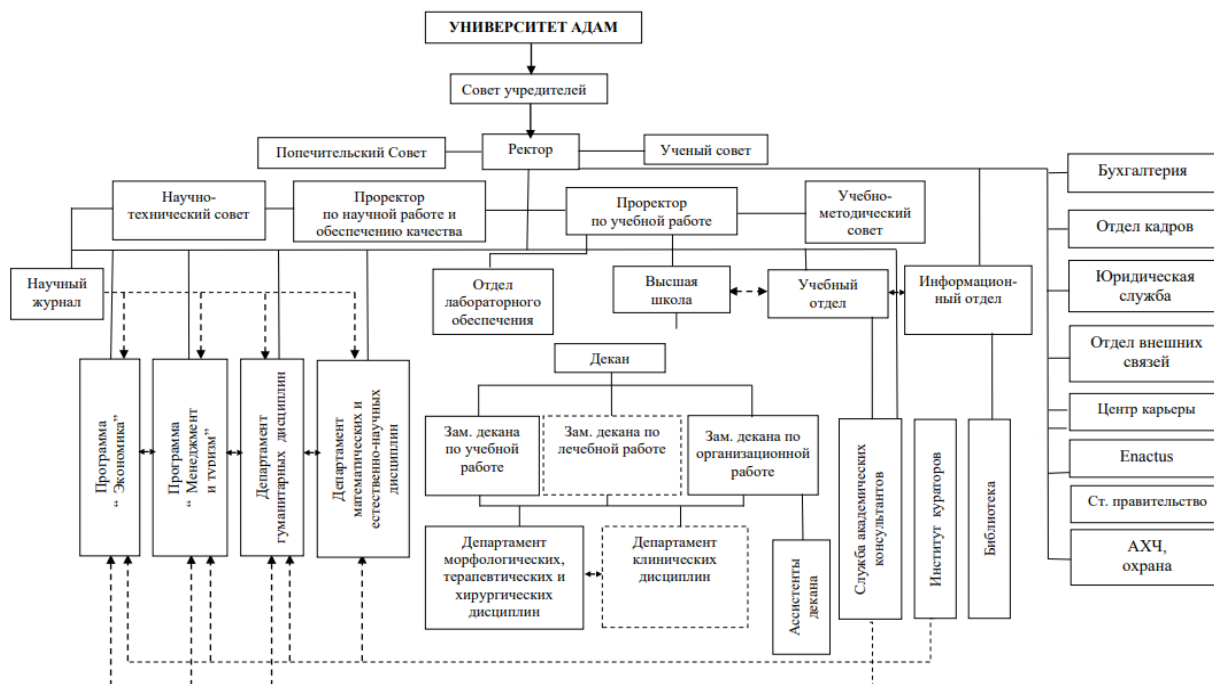 УНИВЕРСИТЕТ АДАМ
Совет учредителей
Попечительский Совет
Ректор
Ученый совет
Бухгалтерия
Научно-
технический совет
Проректор
по научной работе и
обеспечению качества
Проректор
по учебной работе
Учебно-
методический
совет
Отдел кадров
Научный
журнал
Отдел
лабораторного
обеспечения
Высшая
школа
Учебный
отдел
Информацион-
ный отдел
Юридическая
служба
Отдел внешних
связей
Декан
Программа
“ Экономика”
Программа
“ Менеджмент
и туризм”
Департамент
гуманитарных дисциплин
Департамент
математических и
естественно-научных
дисциплин
Зам. декана
по учебной
работе
Зам. декана по
лечебной работе
Зам. декана по
организационной
работе
Центр карьеры
Enactus
Ст. правительство
АХЧ,
охрана
Департамент
морфологических,
терапевтических и
хирургических
дисциплин
Департамент
клинических
дисциплин
Ассистенты
декана
Служба академических
консультантов
Институт кураторов
Библиотека